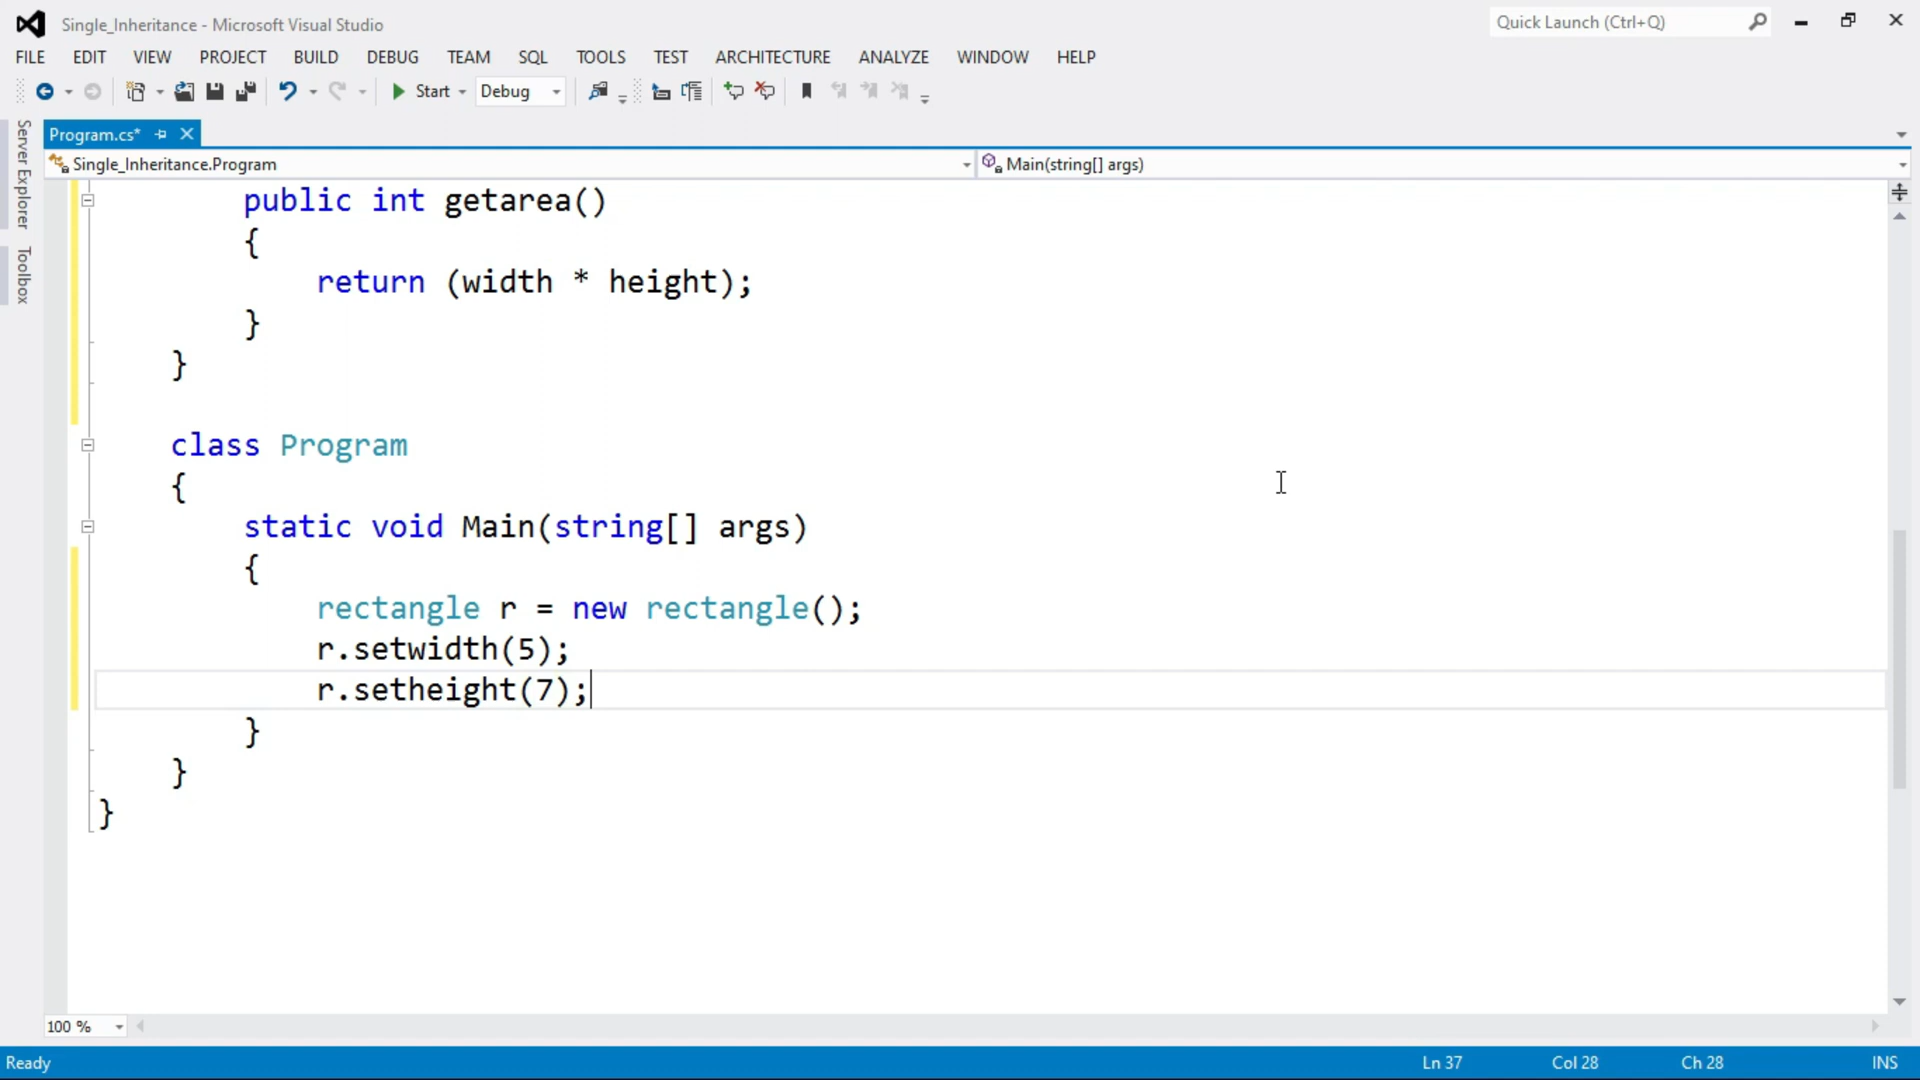 Single_Inheritance - Microsoft Visual Studio
Quick Launch (Ctrl+Q)
FILE EDIT VIEW PROJECT BUILD DEBUG TEAM SQL TOOLS TEST ARCHITECTURE ANALYZE WINDOW HELP
Start Debug
Server Explorer
Toolbox
Program.cs*
Single_Inheritance.Program
Main(string[] args)
public int getarea()
{
return (width * height);
}
}
class Program
{
static void Main(string[] args)
{
rectangle r = new rectangle();
r.setwidth(5);
r.setheight(7);
}
}
}
100 %
Ready
Ln 37 Col 28 Ch 28 INS